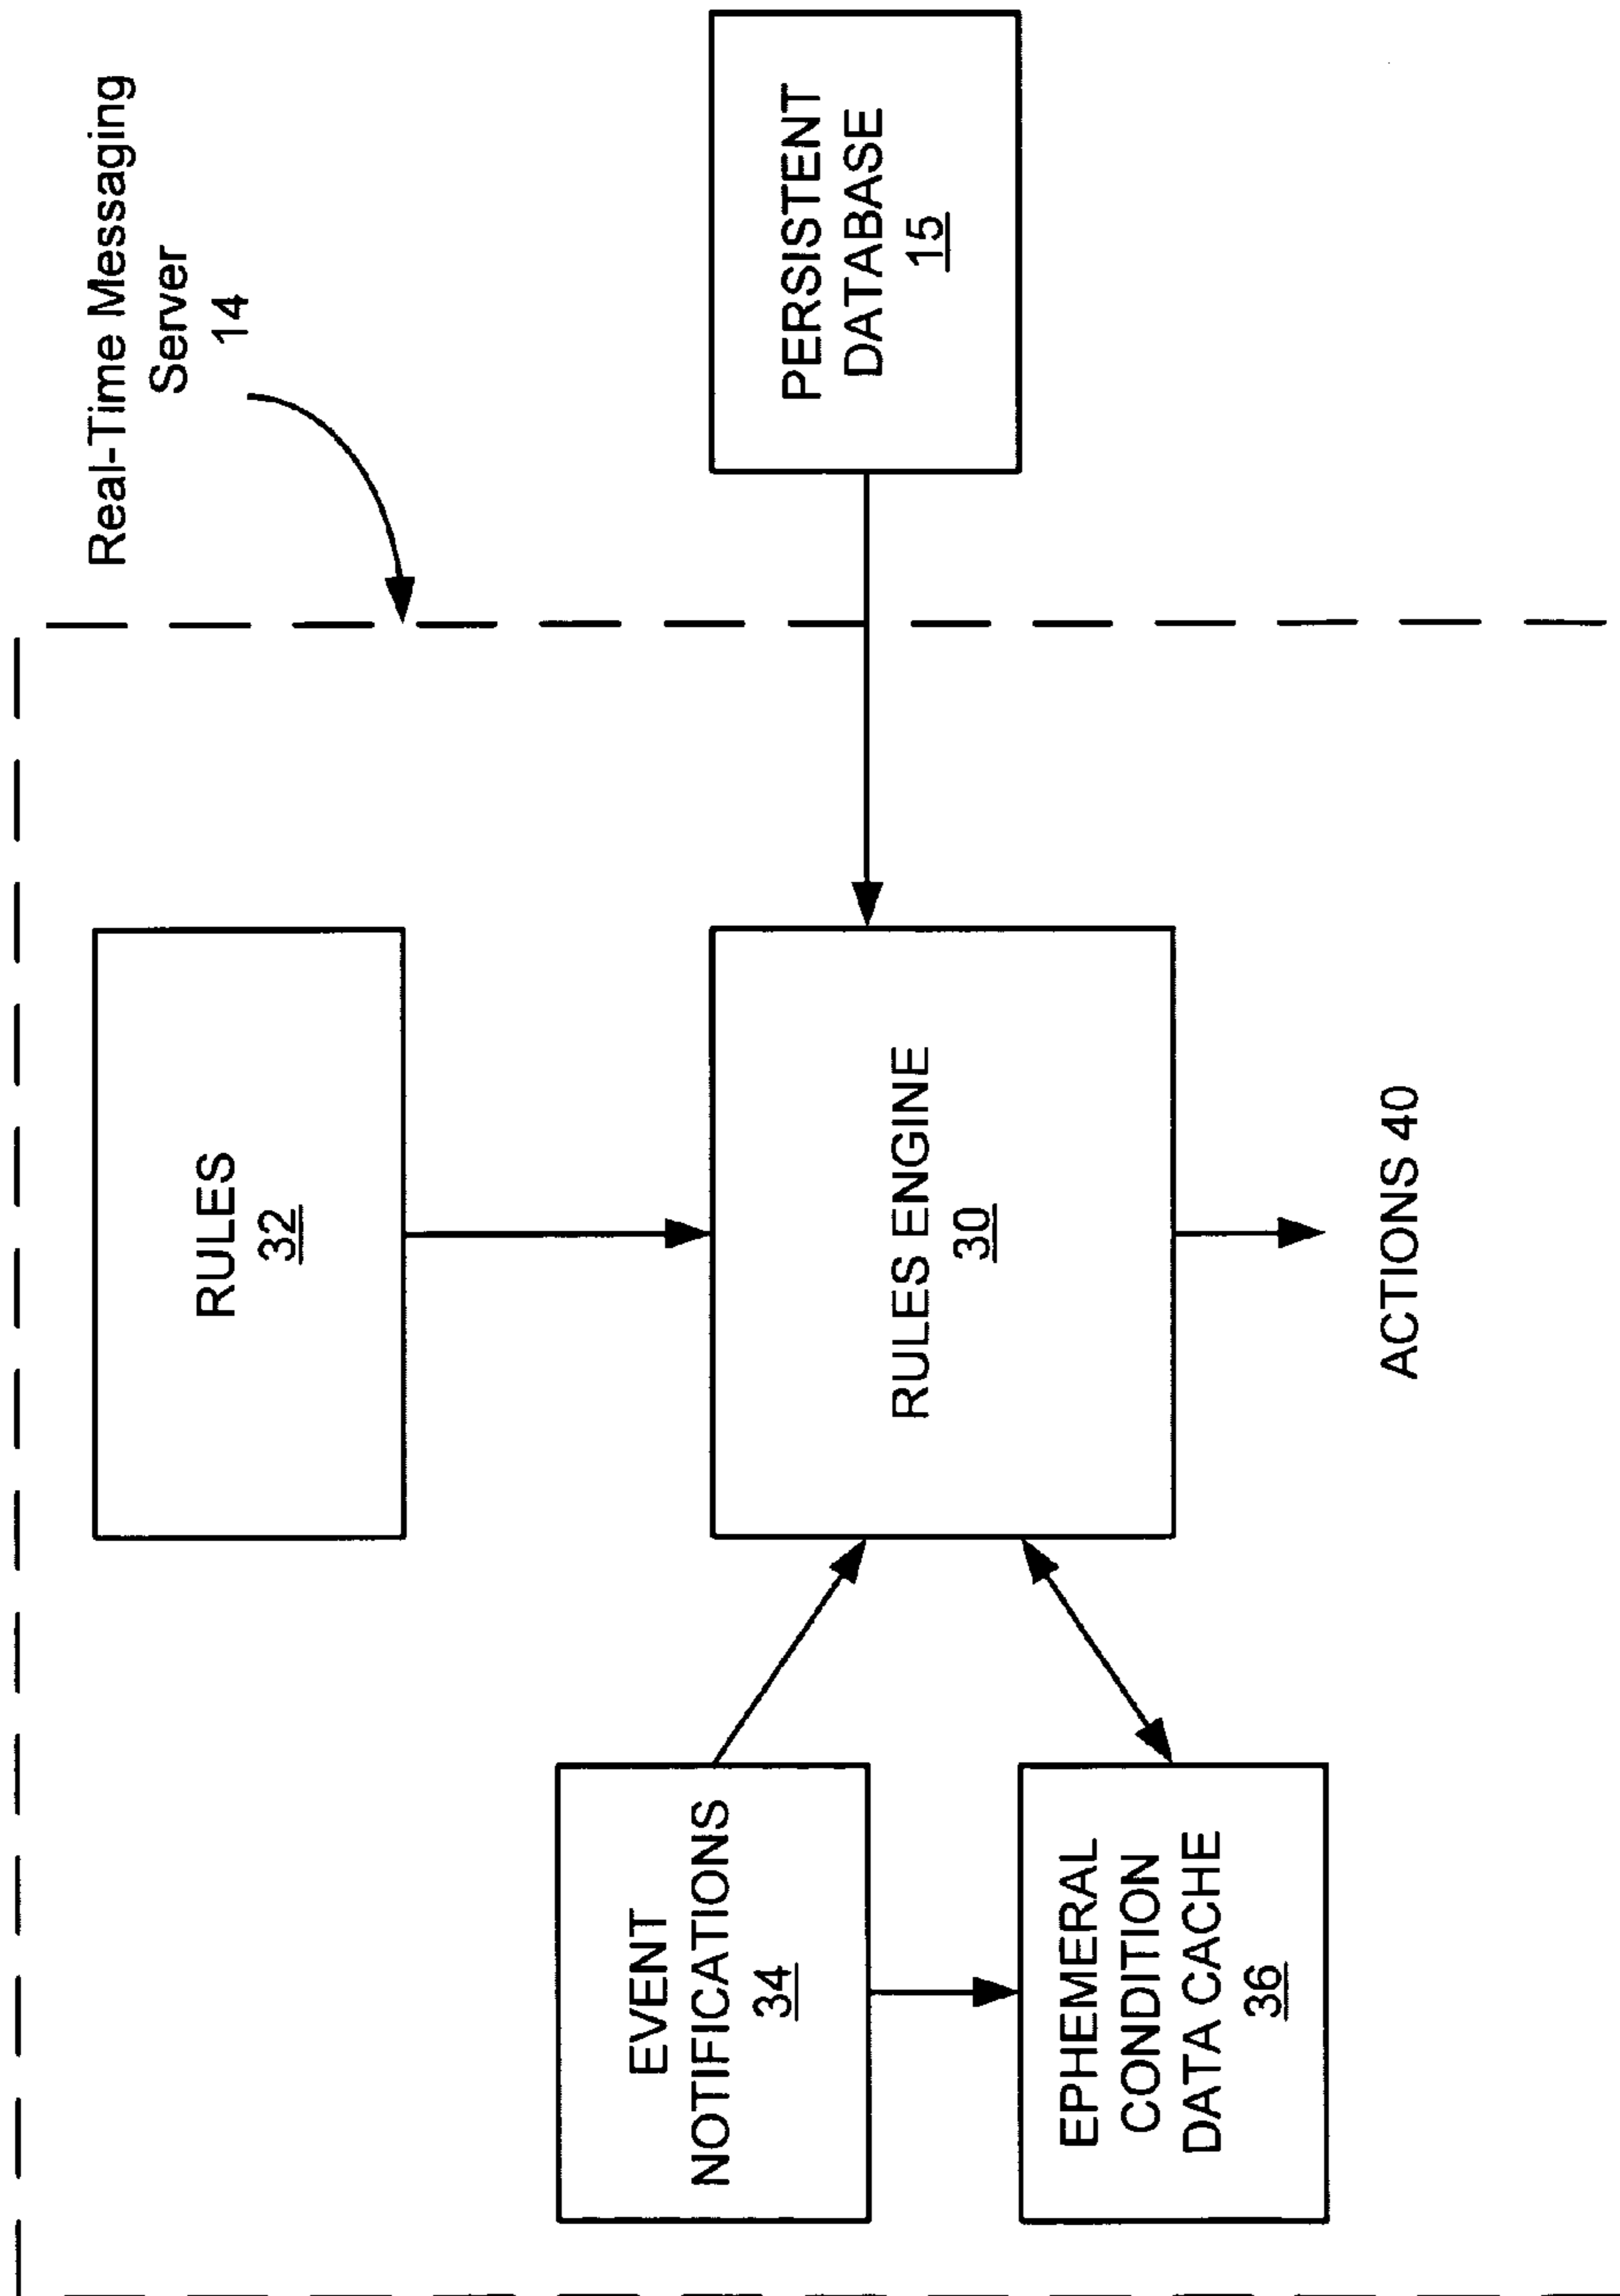 Real-Time Messaging
Server
14
RULES
32
EVENT
NOTIFICATIONS
34
RULES ENGINE
30
PERSISTENT
DATABASE
15
EPHEMERAL
CONDITION
DATA CACHE
36
ACTIONS 40